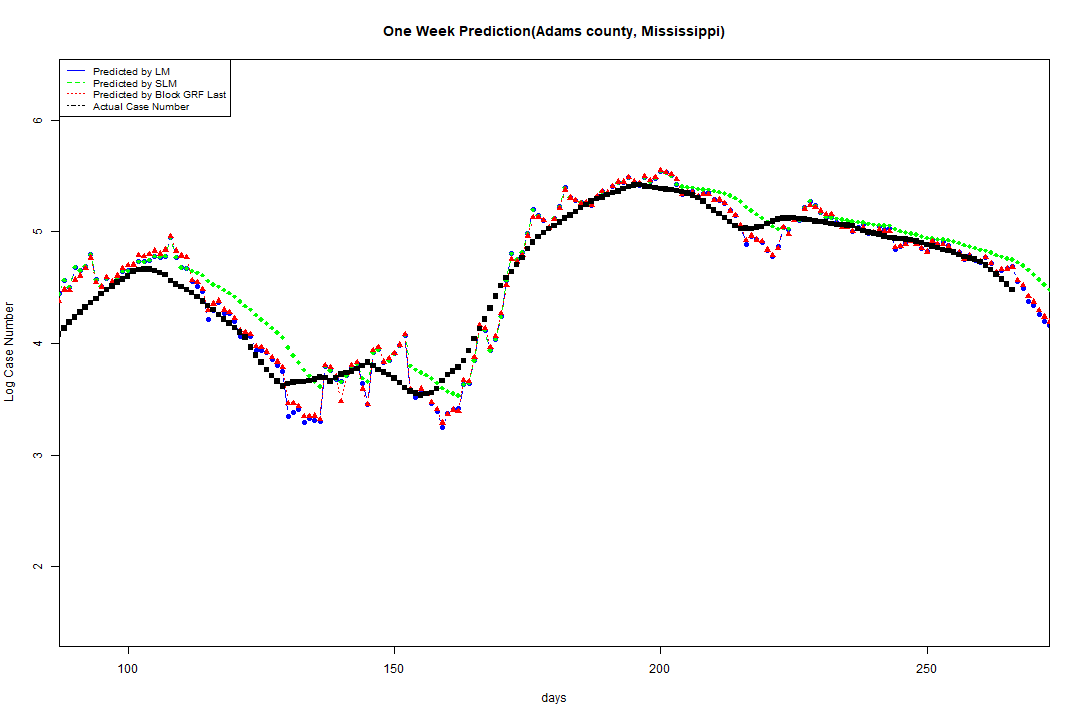 One Week Prediction(Adams county, Mississippi)
Predicted by LM
Predicted by SLM
Predicted by Block GRF Last
Actual Case Number
Log Case Number
6
5
4
3
2
100 150 200 250
days